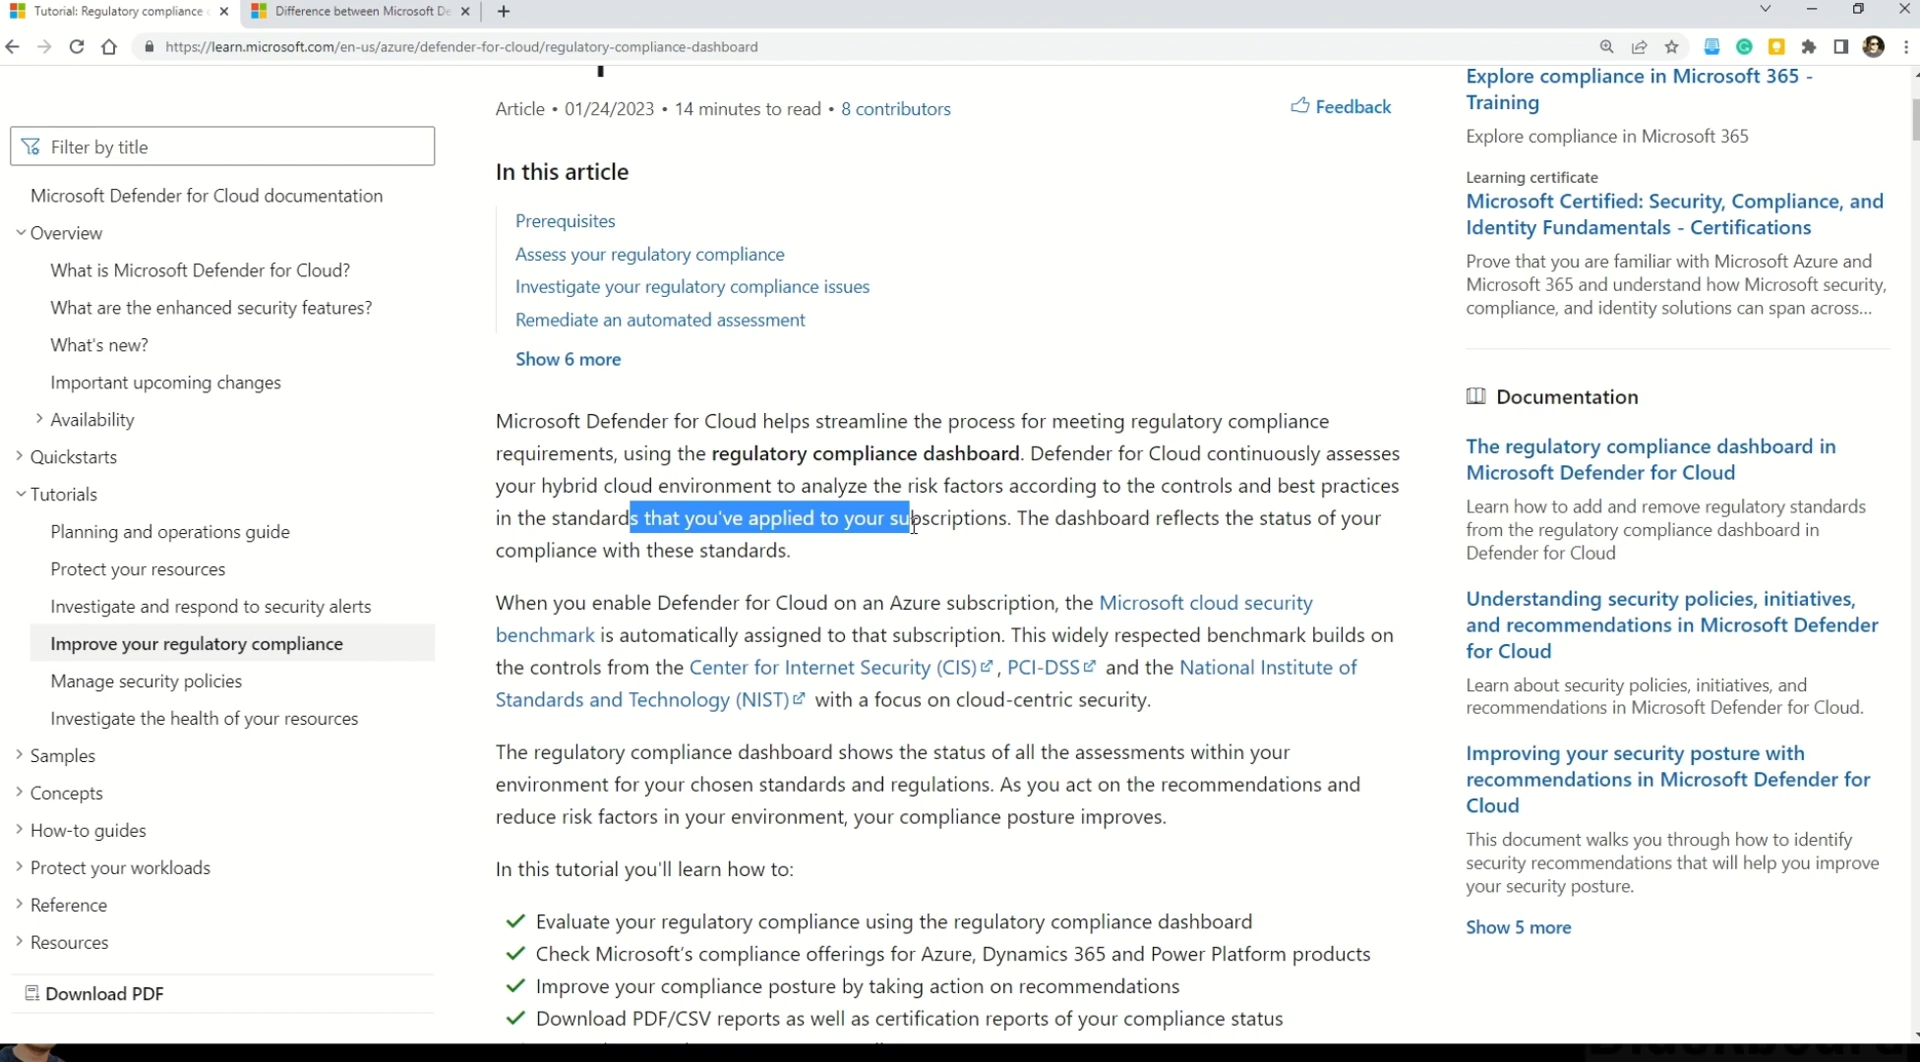 Tutorial: Regulatory compliance
Difference between Microsoft De
https://learn.microsoft.com/en-us/azure/defender-for-cloud/regulatory-compliance-dashboard
Filter by title
Microsoft Defender for Cloud documentation
Overview
What is Microsoft Defender for Cloud?
What are the enhanced security features?
What's new?
Important upcoming changes
Availability
Quickstarts
Tutorials
Planning and operations guide
Protect your resources
Investigate and respond to security alerts
Improve your regulatory compliance
Manage security policies
Investigate the health of your resources
Samples
Concepts
How-to guides
Protect your workloads
Reference
Resources
Download PDF
Article • 01/24/2023 • 14 minutes to read • 8 contributors
Feedback
In this article
Prerequisites
Assess your regulatory compliance
Investigate your regulatory compliance issues
Remediate an automated assessment
Show 6 more
Microsoft Defender for Cloud helps streamline the process for meeting regulatory compliance
requirements, using the regulatory compliance dashboard. Defender for Cloud continuously assesses
your hybrid cloud environment to analyze the risk factors according to the controls and best practices
in the standards that you've applied to your subscriptions. The dashboard reflects the status of your
compliance with these standards.
When you enable Defender for Cloud on an Azure subscription, the Microsoft cloud security
benchmark is automatically assigned to that subscription. This widely respected benchmark builds on
the controls from the Center for Internet Security (CIS), PCI-DSS and the National Institute of
Standards and Technology (NIST) with a focus on cloud-centric security.
The regulatory compliance dashboard shows the status of all the assessments within your
environment for your chosen standards and regulations. As you act on the recommendations and
reduce risk factors in your environment, your compliance posture improves.
In this tutorial you'll learn how to:
Evaluate your regulatory compliance using the regulatory compliance dashboard
Check Microsoft's compliance offerings for Azure, Dynamics 365 and Power Platform products
Improve your compliance posture by taking action on recommendations
Download PDF/CSV reports as well as certification reports of your compliance status
Explore compliance in Microsoft 365 -
Training
Explore compliance in Microsoft 365
Learning certificate
Microsoft Certified: Security, Compliance, and
Identity Fundamentals - Certifications
Prove that you are familiar with Microsoft Azure and
Microsoft 365 and understand how Microsoft security,
compliance, and identity solutions can span across...
Documentation
The regulatory compliance dashboard in
Microsoft Defender for Cloud
Learn how to add and remove regulatory standards
from the regulatory compliance dashboard in
Defender for Cloud
Understanding security policies, initiatives,
and recommendations in Microsoft Defender
for Cloud
Learn about security policies, initiatives, and
recommendations in Microsoft Defender for Cloud.
Improving your security posture with
recommendations in Microsoft Defender for
Cloud
This document walks you through how to identify
security recommendations that will help you improve
your security posture.
Show 5 more